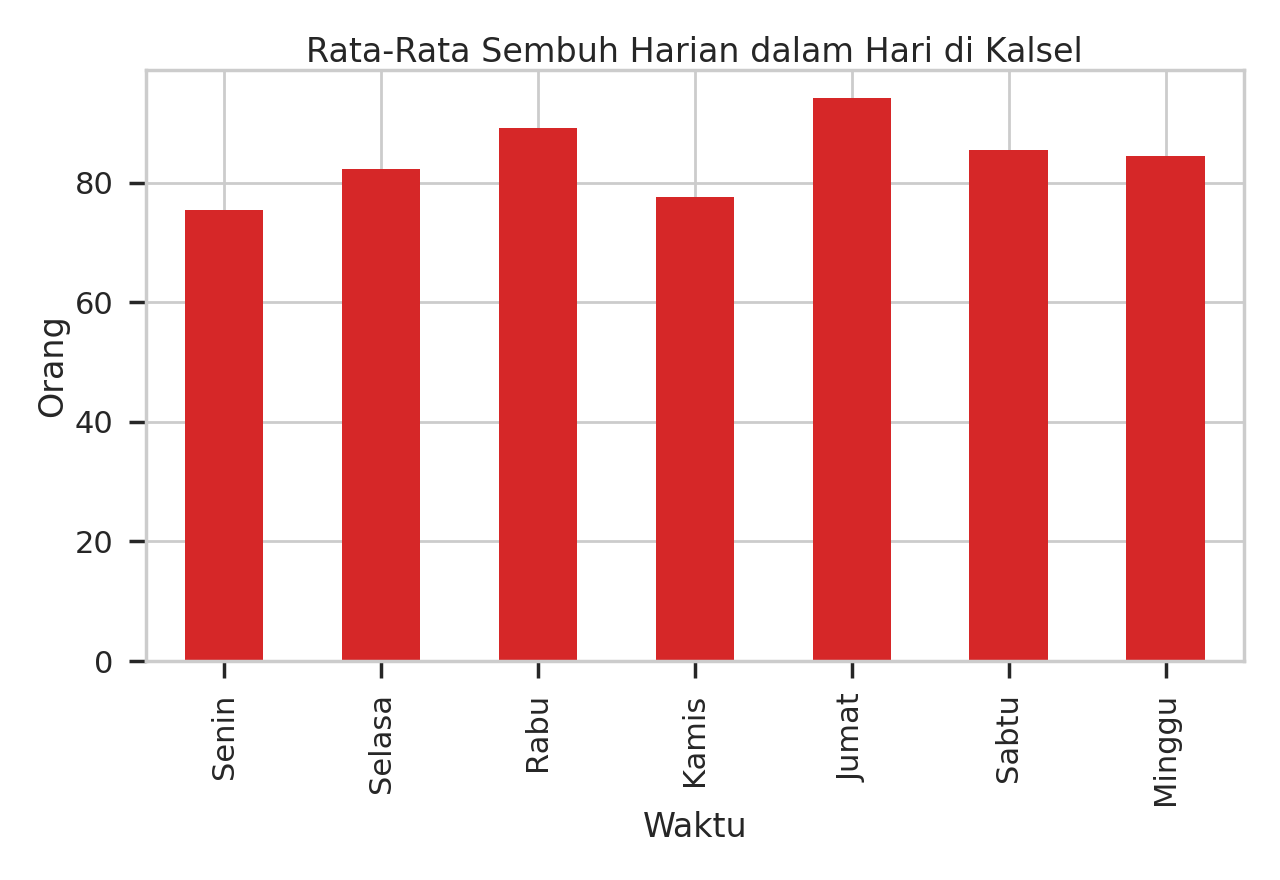 Rata-Rata Sembuh Harian dalam Hari di Kalsel
Orang
80
60
40
20
0
Senin
Selasa
Rabu
Kamis
Jumat
Sabtu
Minggu
Waktu